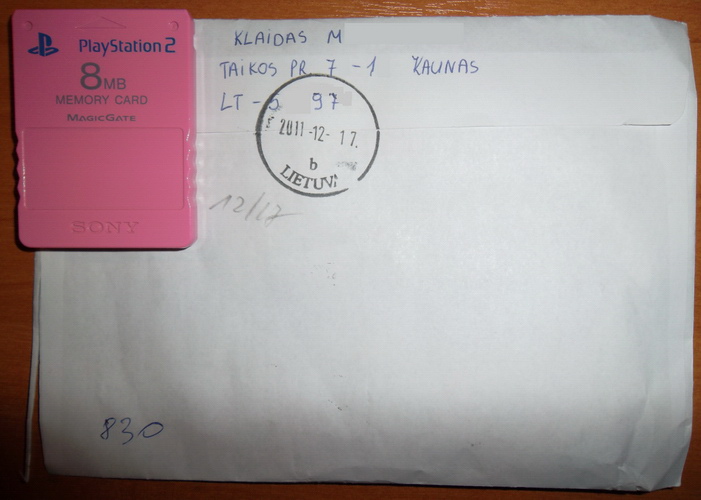 PlayStation 2
8MB
MEMORY CARD
MAGICGATE
SONY
KLAIDAS M
TAIKOS PR. 7 -1 KAUNAS
LT - 97
2011-12-17.
b
LIETUV
12/17
830